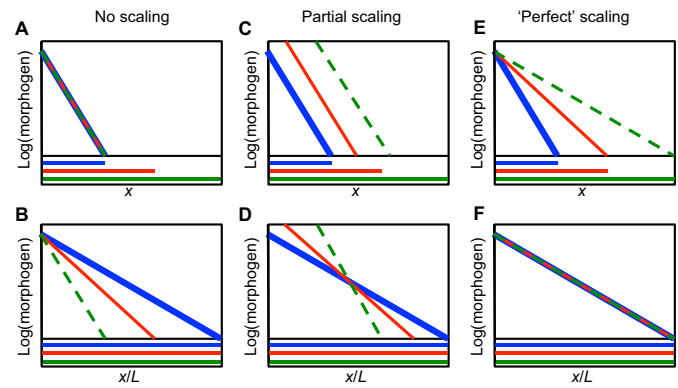 No scaling
Partial scaling
'Perfect' scaling
A
C
E
Log(morphogen)
Log(morphogen)
Log(morphogen)
x
x
x
B
D
F
Log(morphogen)
Log(morphogen)
Log(morphogen)
x/L
x/L
x/L